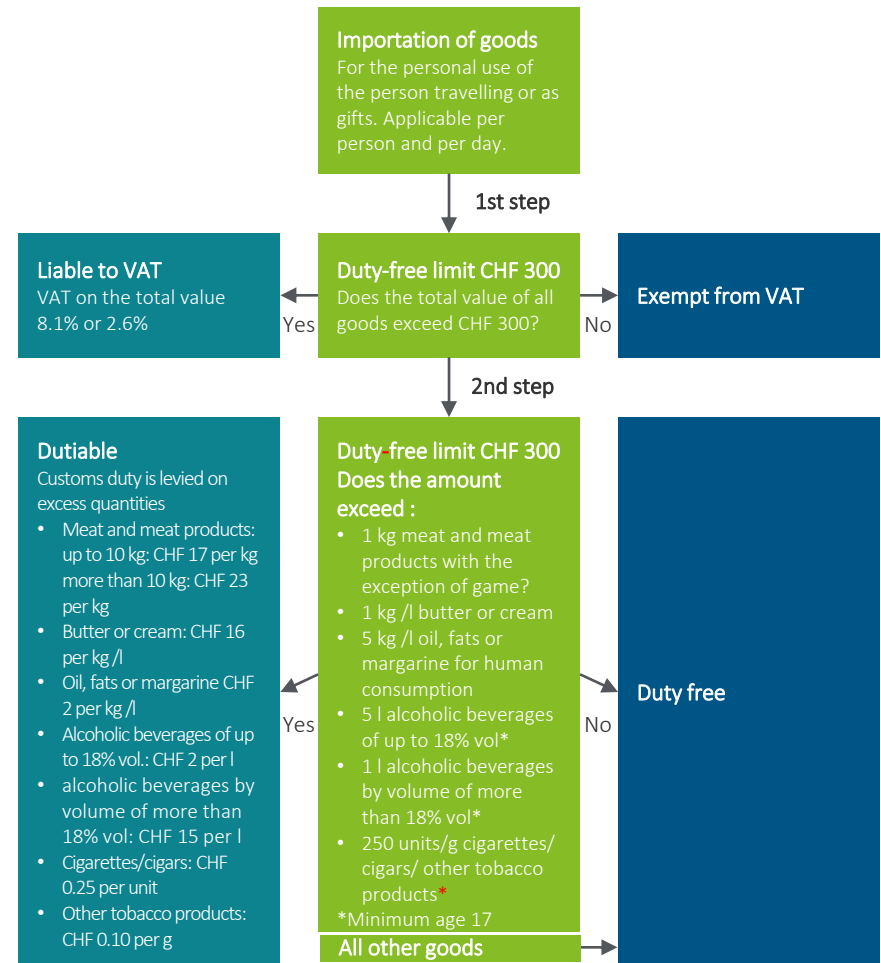 Importation of goods
For the personal use of
the person travelling or as
gifts. Applicable per
person and per day.
1st step
Liable to VAT
VAT on the total value
8.1% or 2.6%
Yes
Duty-free limit CHF 300
Does the total value of all
goods exceed CHF 300?
No
Exempt from VAT
2nd step
Dutiable
Customs duty is levied on
excess quantities
• Meat and meat products:
up to 10 kg: CHF 17 per kg
more than 10 kg: CHF 23
per kg
• Butter or cream: CHF 16
per kg /l
• Oil, fats or margarine CHF
2 per kg /l
• Alcoholic beverages of up
to 18% vol.: CHF 2 per l
• alcoholic beverages by
volume of more than
18% vol: CHF 15 per l
• Cigarettes/cigars: CHF
0.25 per unit
• Other tobacco products:
CHF 0.10 per g
Yes
Duty-free limit CHF 300
Does the amount
exceed :
• 1 kg meat and meat
products with the
exception of game?
• 1 kg /l butter or cream
• 5 kg /l oil, fats or
margarine for human
consumption
• 5 l alcoholic beverages
of up to 18% vol*
• 1 l alcoholic beverages
by volume of more
than 18% vol*
• 250 units/g cigarettes/
cigars/ other tobacco
products*
*Minimum age 17
All other goods
No
Duty free